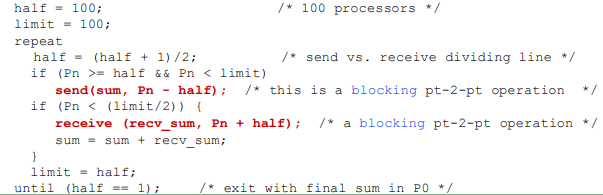 half = 100; /* 100 processors */
limit = 100;
repeat
half = (half + 1)/2; /* send vs. receive dividing line */
if (Pn >= half && Pn < limit)
send(sum, Pn - half); /* this is a blocking pt-2-pt operation */
if (Pn < (limit/2)) {
receive (recv_sum, Pn + half); /* a blocking pt-2-pt operation */
sum = sum + recv_sum;
}
limit = half;
until (half == 1); /* exit with final sum in P0 */